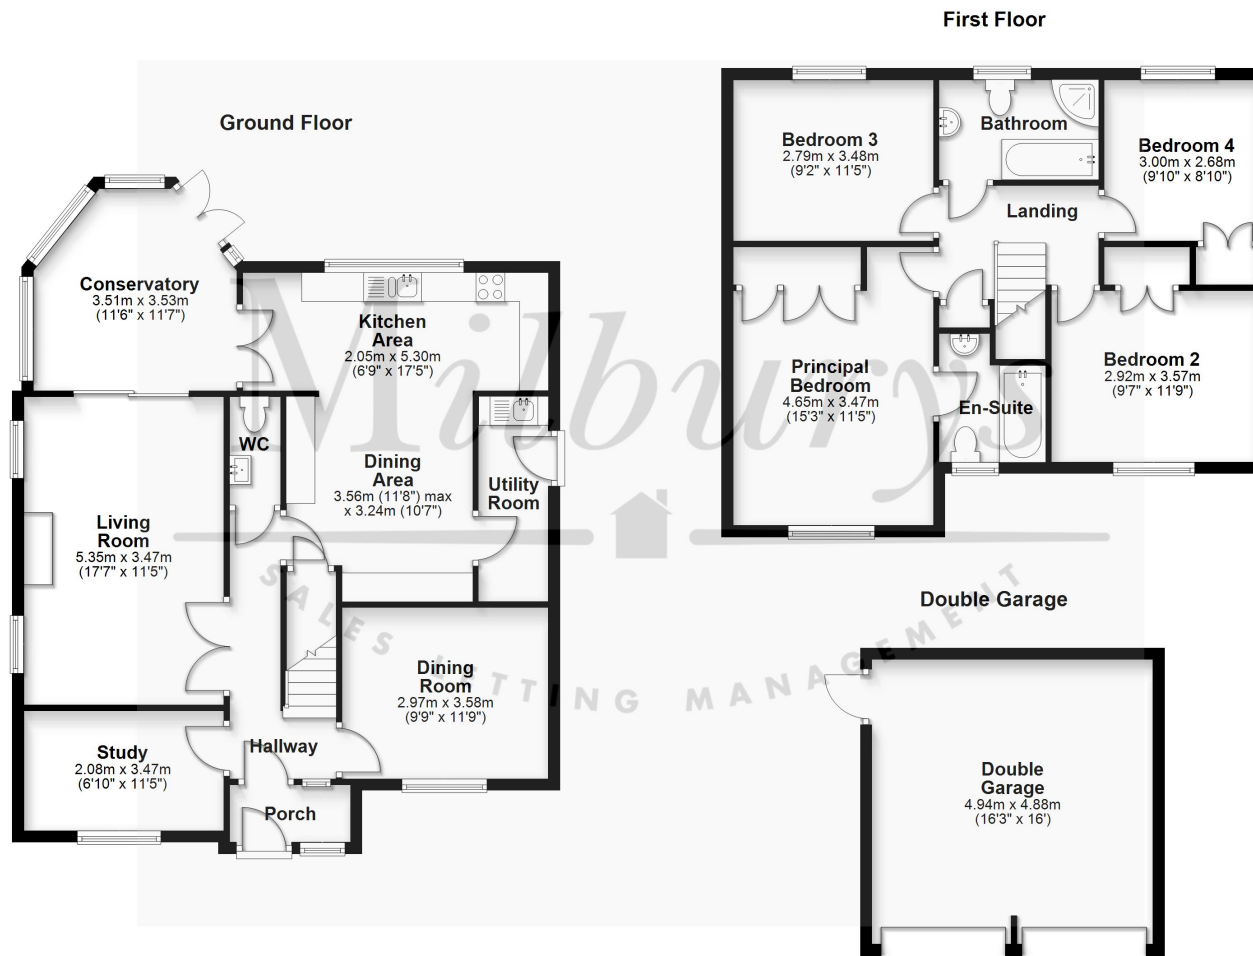 First Floor
Ground Floor
Bedroom 3
2.79m x 3.48m
(9'2" x 11'5")
Bathroom
Bedroom 4
3.00m x 2.68m
(9'10" x 8'10")
Landing
Conservatory
3.51m x 3.53m
(11'6" x 11'7")
Kitchen
Area
2.05m x 5.30m
(6'9" x 17'5")
Principal
Bedroom
4.65m x 3.47m
(15'3" x 11'5")
Bedroom 2
2.92m x 3.57m
(9'7" x 11'9")
En-Suite
Milburys
WC
Dining
Area
3.56m (11'8") max
x 3.24m (10'7")
Utility
Room
Living
Room
5.35m x 3.47m
(17'7" x 11'5")
SALES LETTING MANAGEMENT
Double Garage
Dining
Room
2.97m x 3.58m
(9'9" x 11'9")
Hallway
Study
2.08m x 3.47m
(6'10" x 11'5")
Porch
Double
Garage
4.94m x 4.88m
(16'3" x 16')